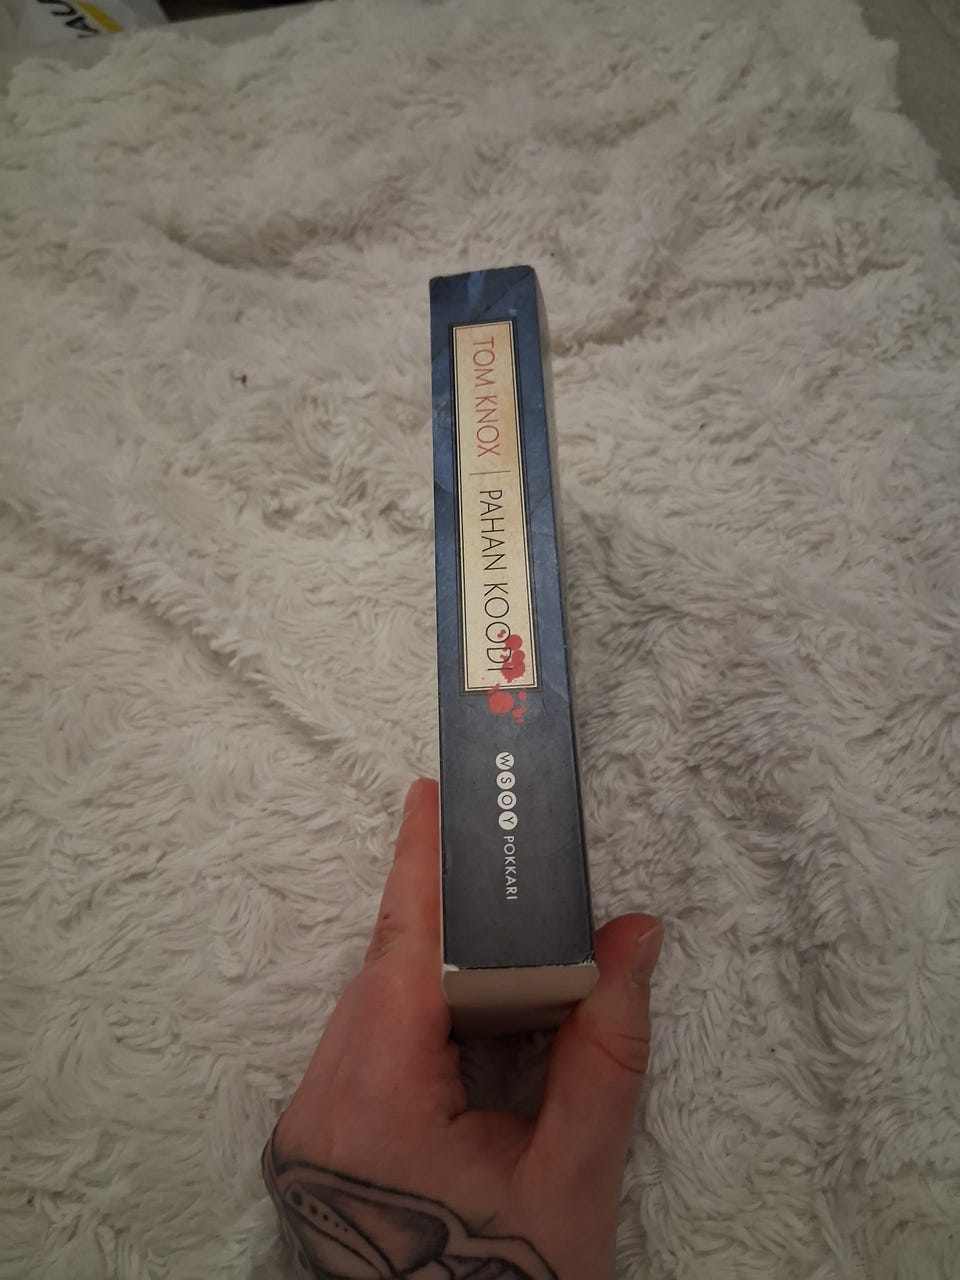 TOM KNOX | PAHAN KOODI
WSOY POKKARI